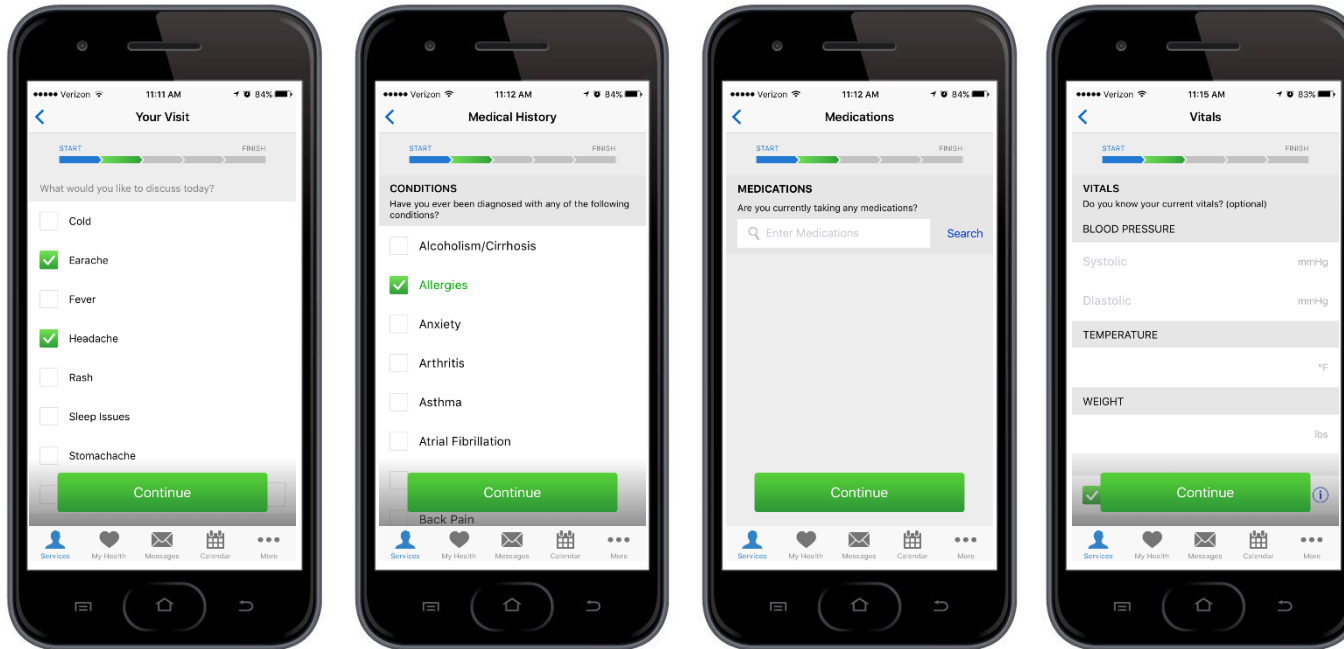 Verizon
11:11 AM
84%
Your Visit
START
FINISH
What would you like to discuss today?
Cold
Earache
Fever
Headache
Rash
Sleep Issues
Stomachache
Continue
Services
My Health
Messages
Calendar
More
Verizon
11:12 AM
84%
Medical History
START
FINISH
CONDITIONS
Have you ever been diagnosed with any of the following
conditions?
Alcoholism/Cirrhosis
Allergies
Anxiety
Arthritis
Asthma
Atrial Fibrillation
Continue
Back Pain
Services
My Health
Messages
Calendar
More
Verizon
11:12 AM
84%
Medications
START
FINISH
MEDICATIONS
Are you currently taking any medications?
Enter Medications
Search
Continue
Services
My Health
Messages
Calendar
More
Verizon
11:15 AM
83%
Vitals
START
FINISH
VITALS
Do you know your current vitals? (optional)
BLOOD PRESSURE
Systolic
mmHg
Diastolic
mmHg
TEMPERATURE
°F
WEIGHT
lbs
Continue
Services
My Health
Messages
Calendar
More